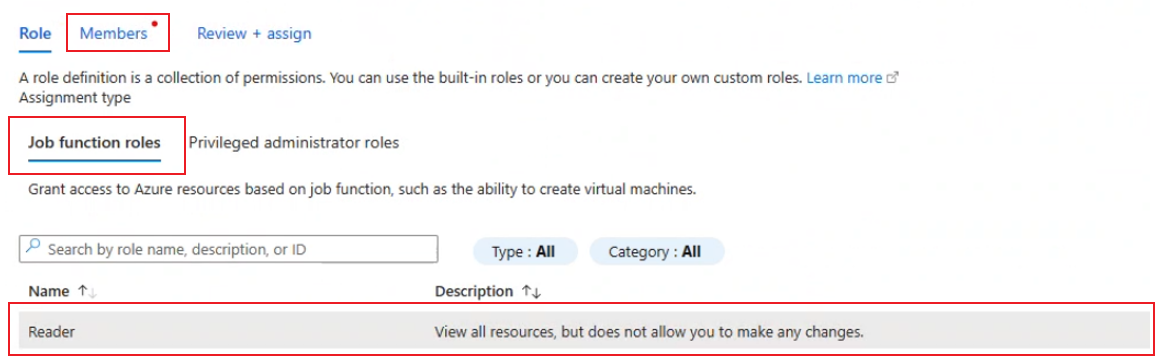 Role Members Review + assign
A role definition is a collection of permissions. You can use the built-in roles or you can create your own custom roles. Learn more
Assignment type
Job function roles Privileged administrator roles
Grant access to Azure resources based on job function, such as the ability to create virtual machines.
Search by role name, description, or ID Type : All Category : All
Name ↑↓ Description ↑↓
Reader View all resources, but does not allow you to make any changes.